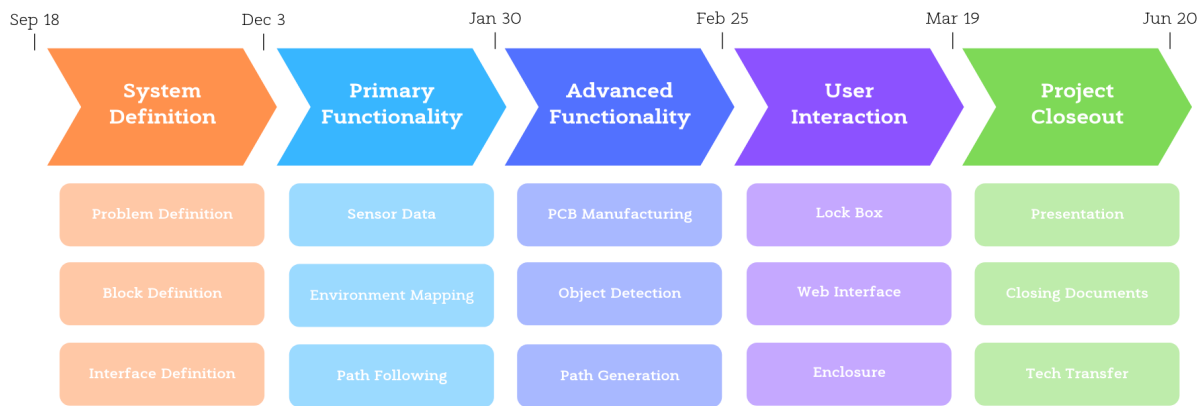 Sep 18
Dec 3
Jan 30
Feb 25
Mar 19
Jun 20
System
Definition
Primary
Functionality
Advanced
Functionality
User
Interaction
Project
Closeout
Problem Definition
Sensor Data
PCB Manufacturing
Lock Box
Presentation
Block Definition
Environment Mapping
Object Detection
Web Interface
Closing Documents
Interface Definition
Path Following
Path Generation
Enclosure
Tech Transfer